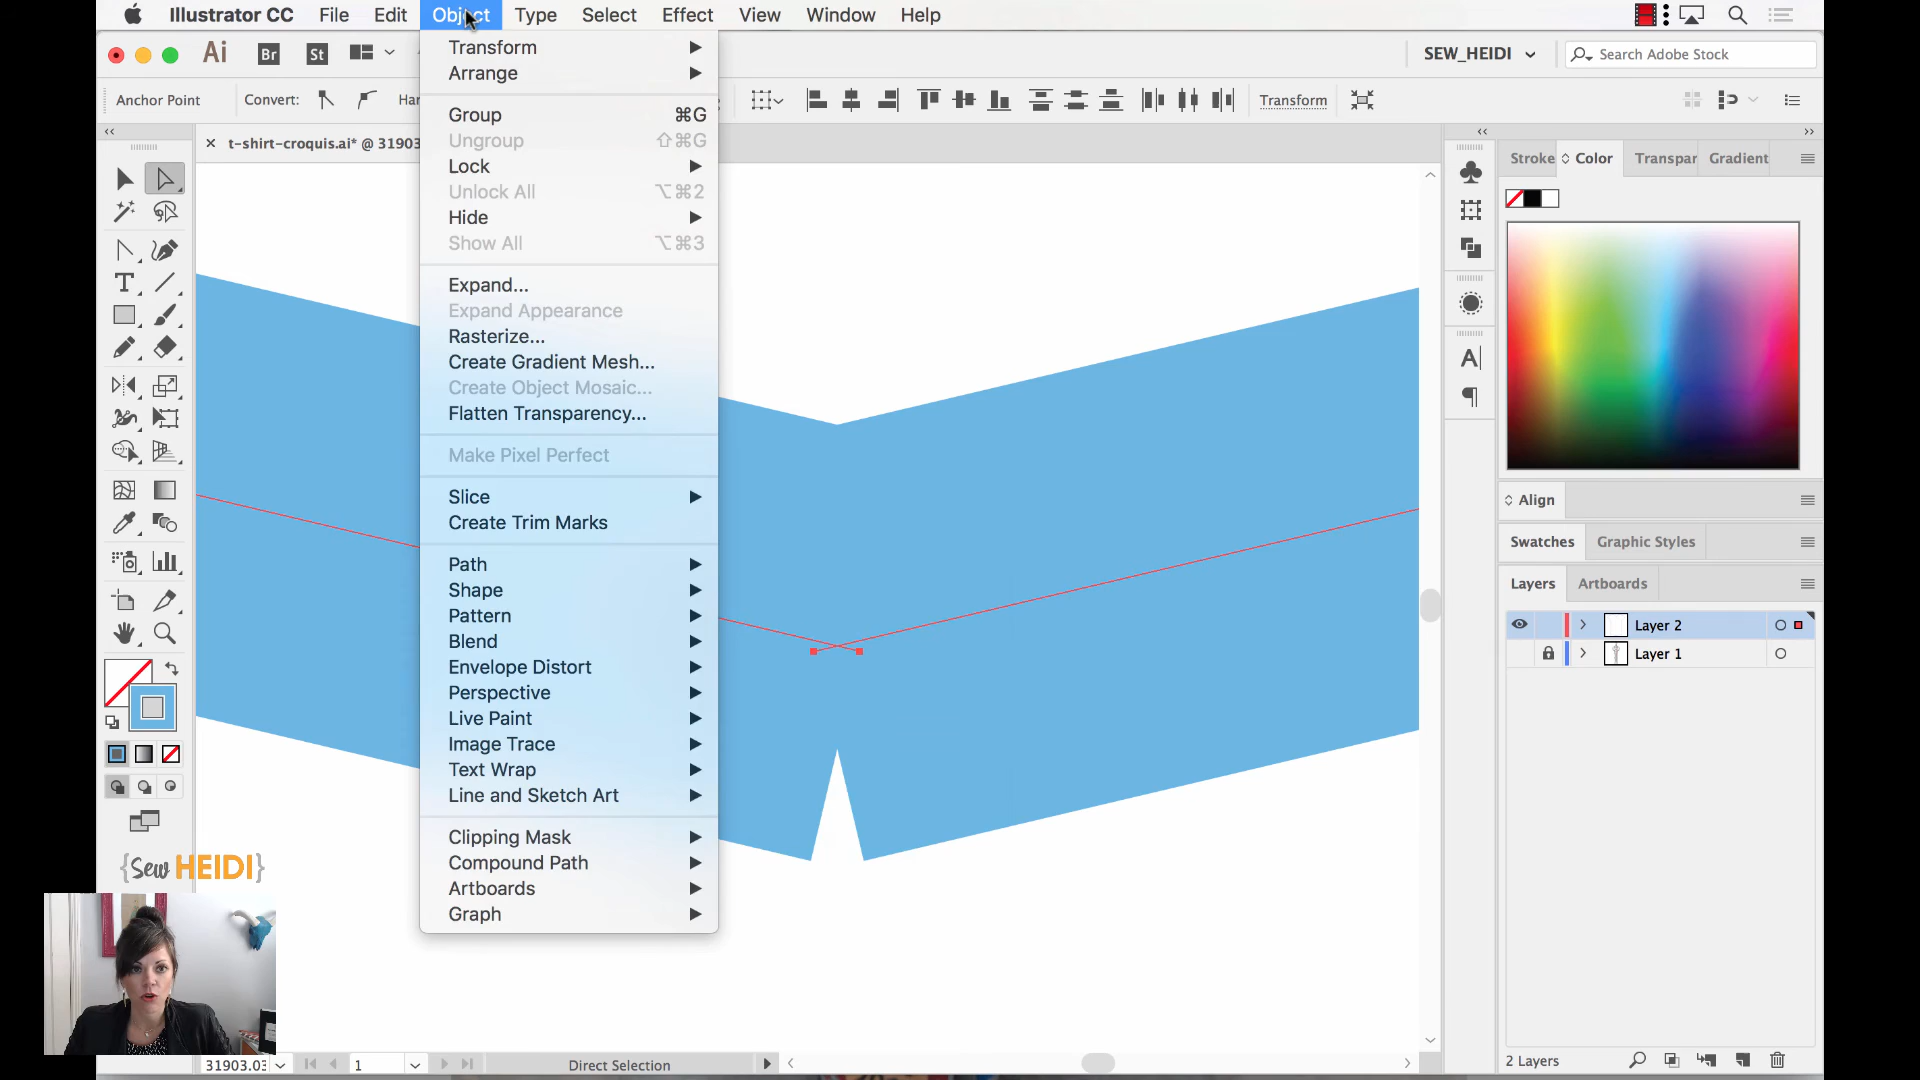 Illustrator CC File Edit Object Type Select Effect View Window Help
Ai Br St SEW_HEIDI Search Adobe Stock
Anchor Point Convert: Transform
t-shirt-croquis.ai* @ 31903.
Transform
Arrange
Group ⌘G
Ungroup ⇧⌘G
Lock
Unlock All ⌥⌘2
Hide
Show All ⌥⌘3
Expand...
Expand Appearance
Rasterize...
Create Gradient Mesh...
Create Object Mosaic...
Flatten Transparency...
Make Pixel Perfect
Slice
Create Trim Marks
Path
Shape
Pattern
Blend
Envelope Distort
Perspective
Live Paint
Image Trace
Text Wrap
Line and Sketch Art
Clipping Mask
Compound Path
Artboards
Graph
Stroke Color Transpar Gradient
Align
Swatches Graphic Styles
Layers Artboards
Layer 2
Layer 1
2 Layers
{Sew HEIDI}
31903.03 1 Direct Selection